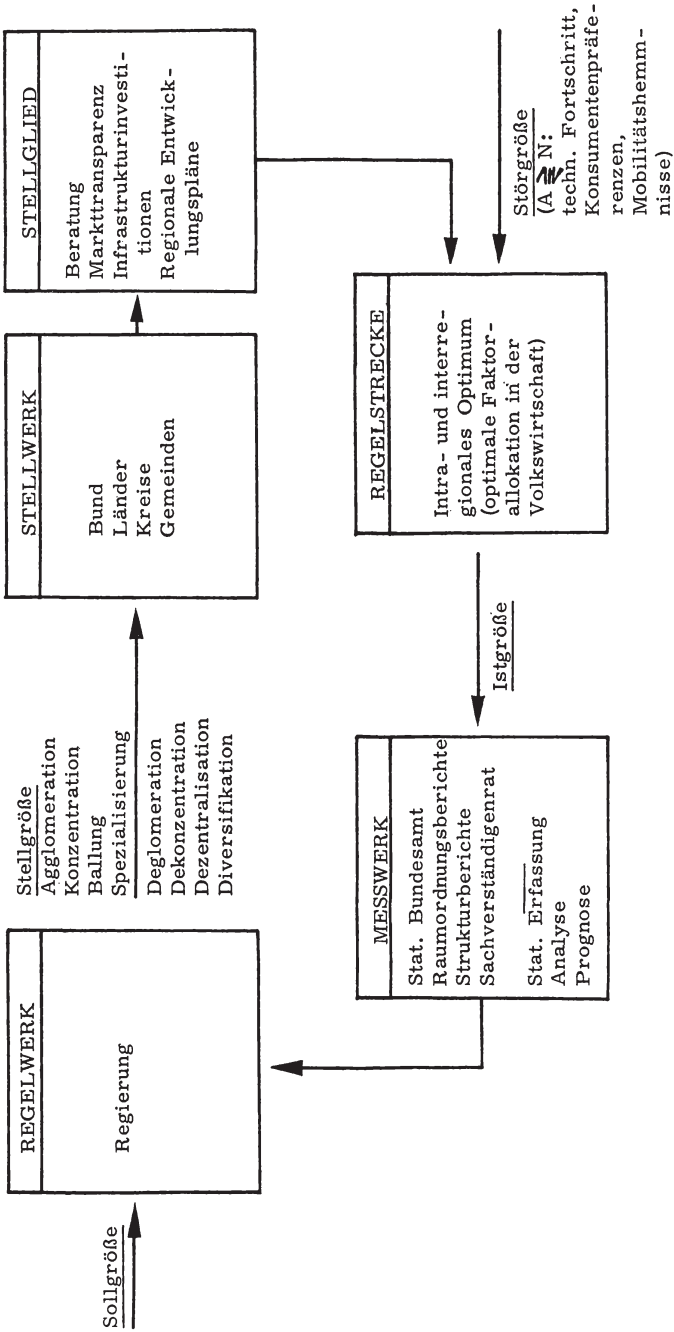 Sollgröße
REGELWERK
Regierung
Stellgröße
Agglomeration
Konzentration
Ballung
Spezialisierung
Deglomeration
Dekonzentration
Dezentralisation
Diversifikation
STELLWERK
Bund
Länder
Kreise
Gemeinden
STELLGLIED
Beratung
Markttransparenz
Infrastrukturinvesti-
tionen
Regionale Entwick-
lungspläne
MESSWERK
Stat. Bundesamt
Raumordnungsberichte
Strukturberichte
Sachverständigenrat
Stat. Erfassung
Analyse
Prognose
Istgröße
REGELSTRECKE
Intra- und interre-
gionales Optimum
(optimale Faktor-
allokation in der
Volkswirtschaft)
Störgröße
(A ⪌ N:
techn. Fortschritt,
Konsumentenpräfe-
renzen,
Mobilitätshemm-
nisse)